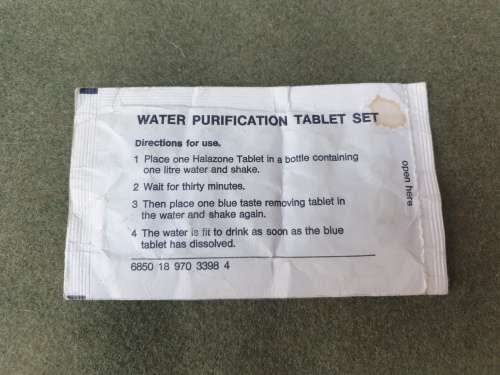 WATER PURIFICATION TABLET SET
Directions for use.
1 Place one Halazone Tablet in a bottle containing
one litre water and shake.
2 Wait for thirty minutes.
3 Then place one blue taste removing tablet in
the water and shake again.
4 The water is fit to drink as soon as the blue
tablet has dissolved.
6850 18 970 3398 4
open here